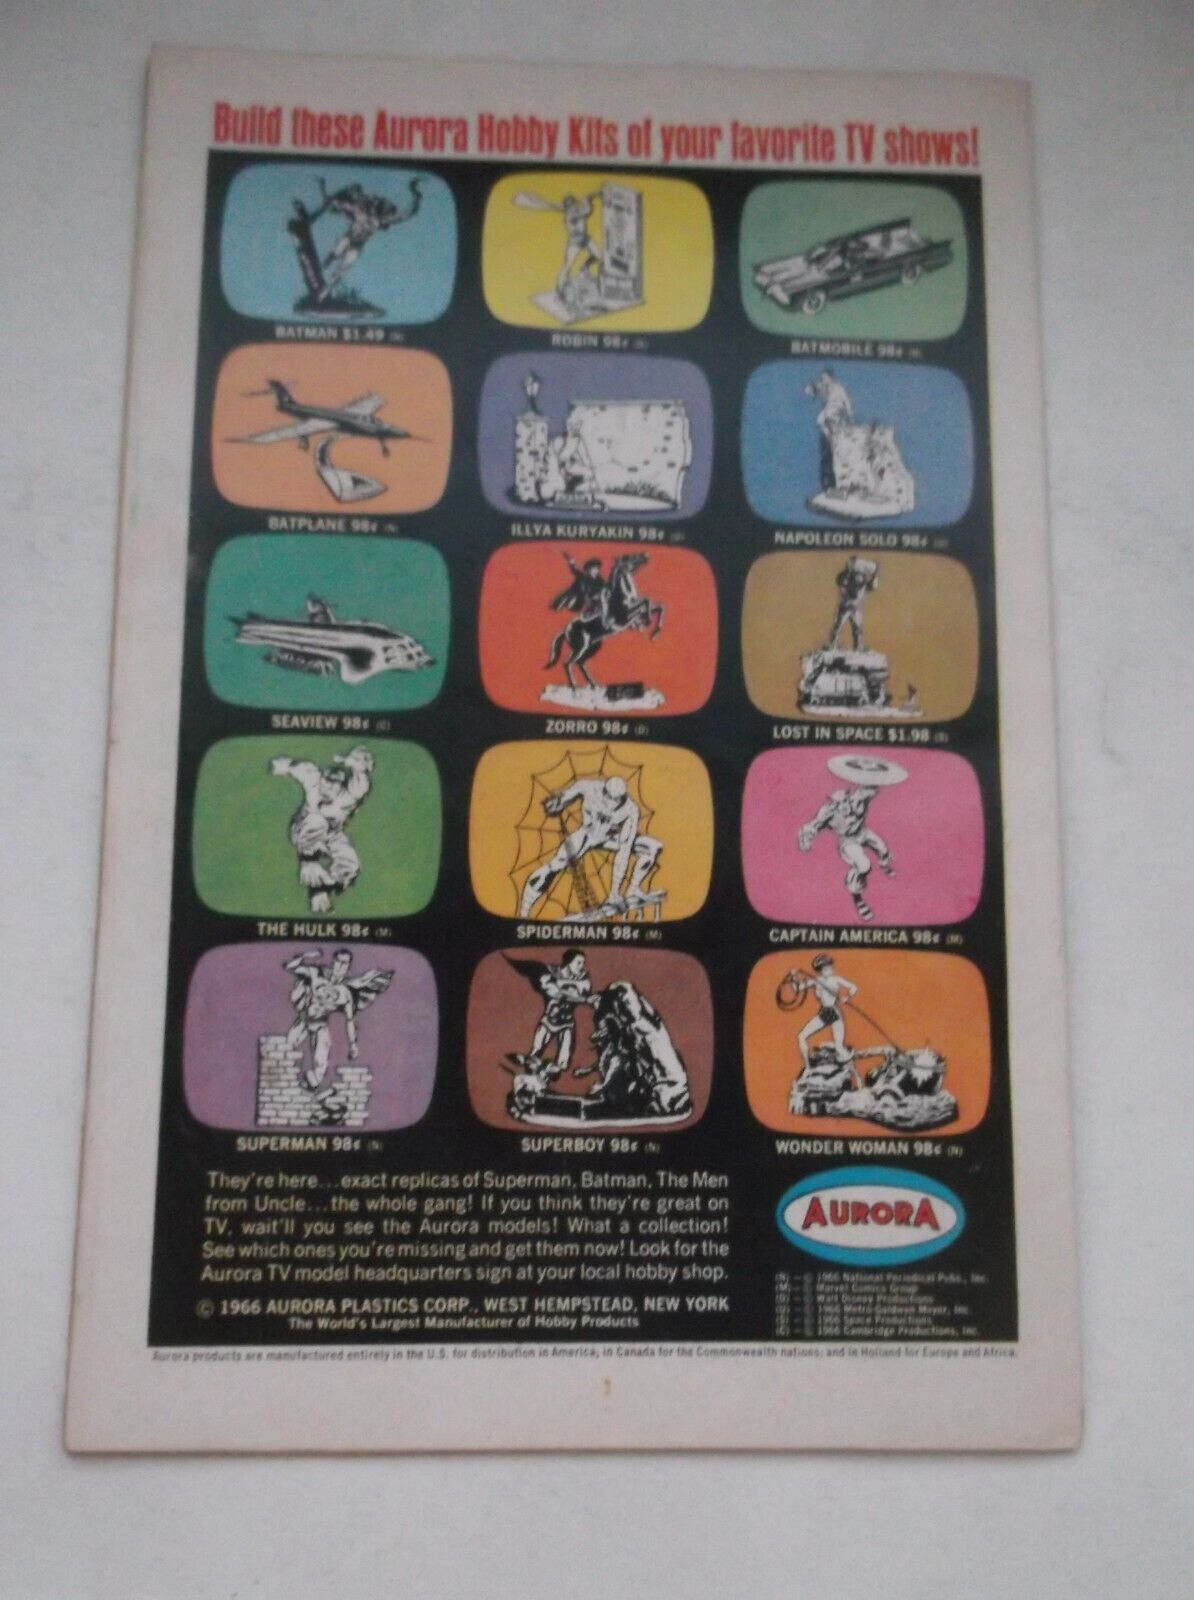 Build these Aurora Hobby Kits of your favorite TV shows!
BATMAN $1.49 (N)
ROBIN 98¢ (N)
BATMOBILE 98¢ (N)
BATPLANE 98¢ (N)
ILLYA KURYAKIN 98¢ (U)
NAPOLEON SOLO 98¢ (U)
SEAVIEW 98¢ (C)
ZORRO 98¢ (D)
LOST IN SPACE $1.98 (S)
THE HULK 98¢ (M)
SPIDERMAN 98¢ (M)
CAPTAIN AMERICA 98¢ (M)
SUPERMAN 98¢ (N)
SUPERBOY 98¢ (N)
WONDER WOMAN 98¢ (N)
They're here...exact replicas of Superman, Batman, The Men
from Uncle...the whole gang! If you think they're great on
TV, wait'll you see the Aurora models! What a collection!
See which ones you're missing and get them now! Look for the
Aurora TV model headquarters sign at your local hobby shop.
© 1966 AURORA PLASTICS CORP., WEST HEMPSTEAD, NEW YORK
The World's Largest Manufacturer of Hobby Products
AURORA
(N) — © 1966 National Periodical Pubs., Inc.
(M) — © Marvel Comics Group
(D) — © Walt Disney Productions
(U) — © 1966 Metro-Goldwyn Mayer, Inc.
(S) — © 1966 Space Productions
(C) — © 1966 Cambridge Productions, Inc.
Aurora products are manufactured entirely in the U.S. for distribution in America; in Canada for the Commonwealth nations; and in Holland for Europe and Africa.